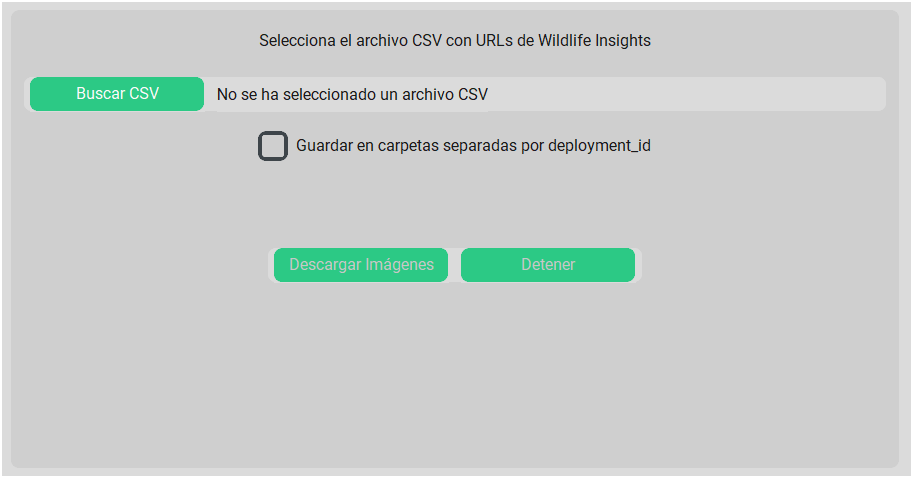 Selecciona el archivo CSV con URLs de Wildlife Insights
Buscar CSV No se ha seleccionado un archivo CSV
Guardar en carpetas separadas por deployment_id
Descargar Imágenes Detener